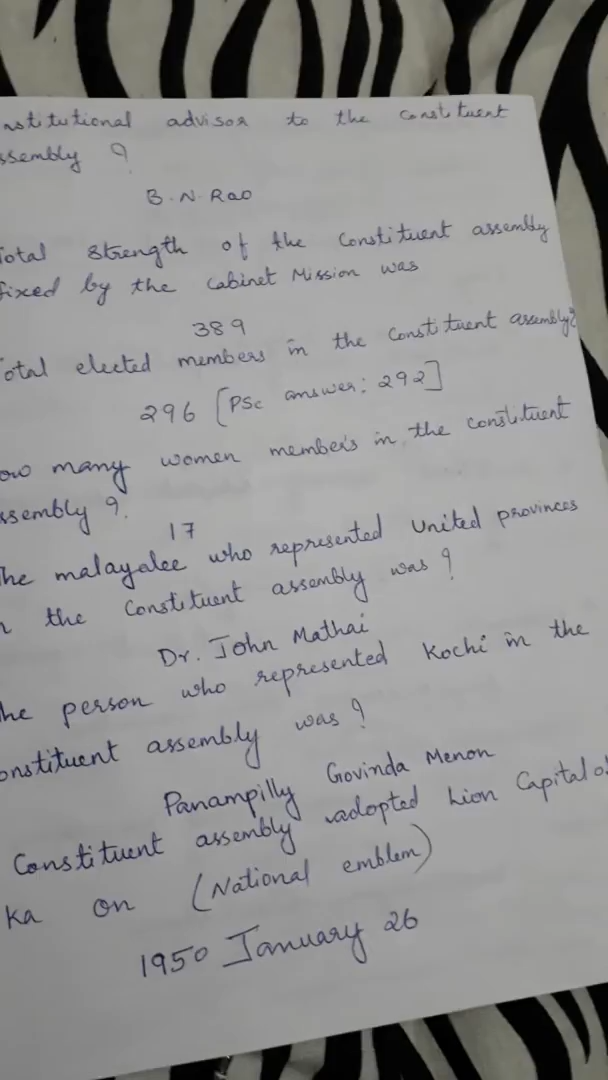 nstitutional advisor to the constituent
ssembly ?
B. N. Rao
otal strength of the Constituent assembly
fixed by the Cabinet Mission was
389
otal elected members in the constituent assembly?
296 [PSC answer: 292]
ow many women members in the constituent
ssembly ?
17
he malayalee who represented United provinces
n the Constituent assembly was ?
Dr. John Mathai
he person who represented Kochi in the
onstituent assembly was ?
Panampilly Govinda Menon
Constituent assembly adopted Lion Capital of
ka on (National emblem)
1950 January 26